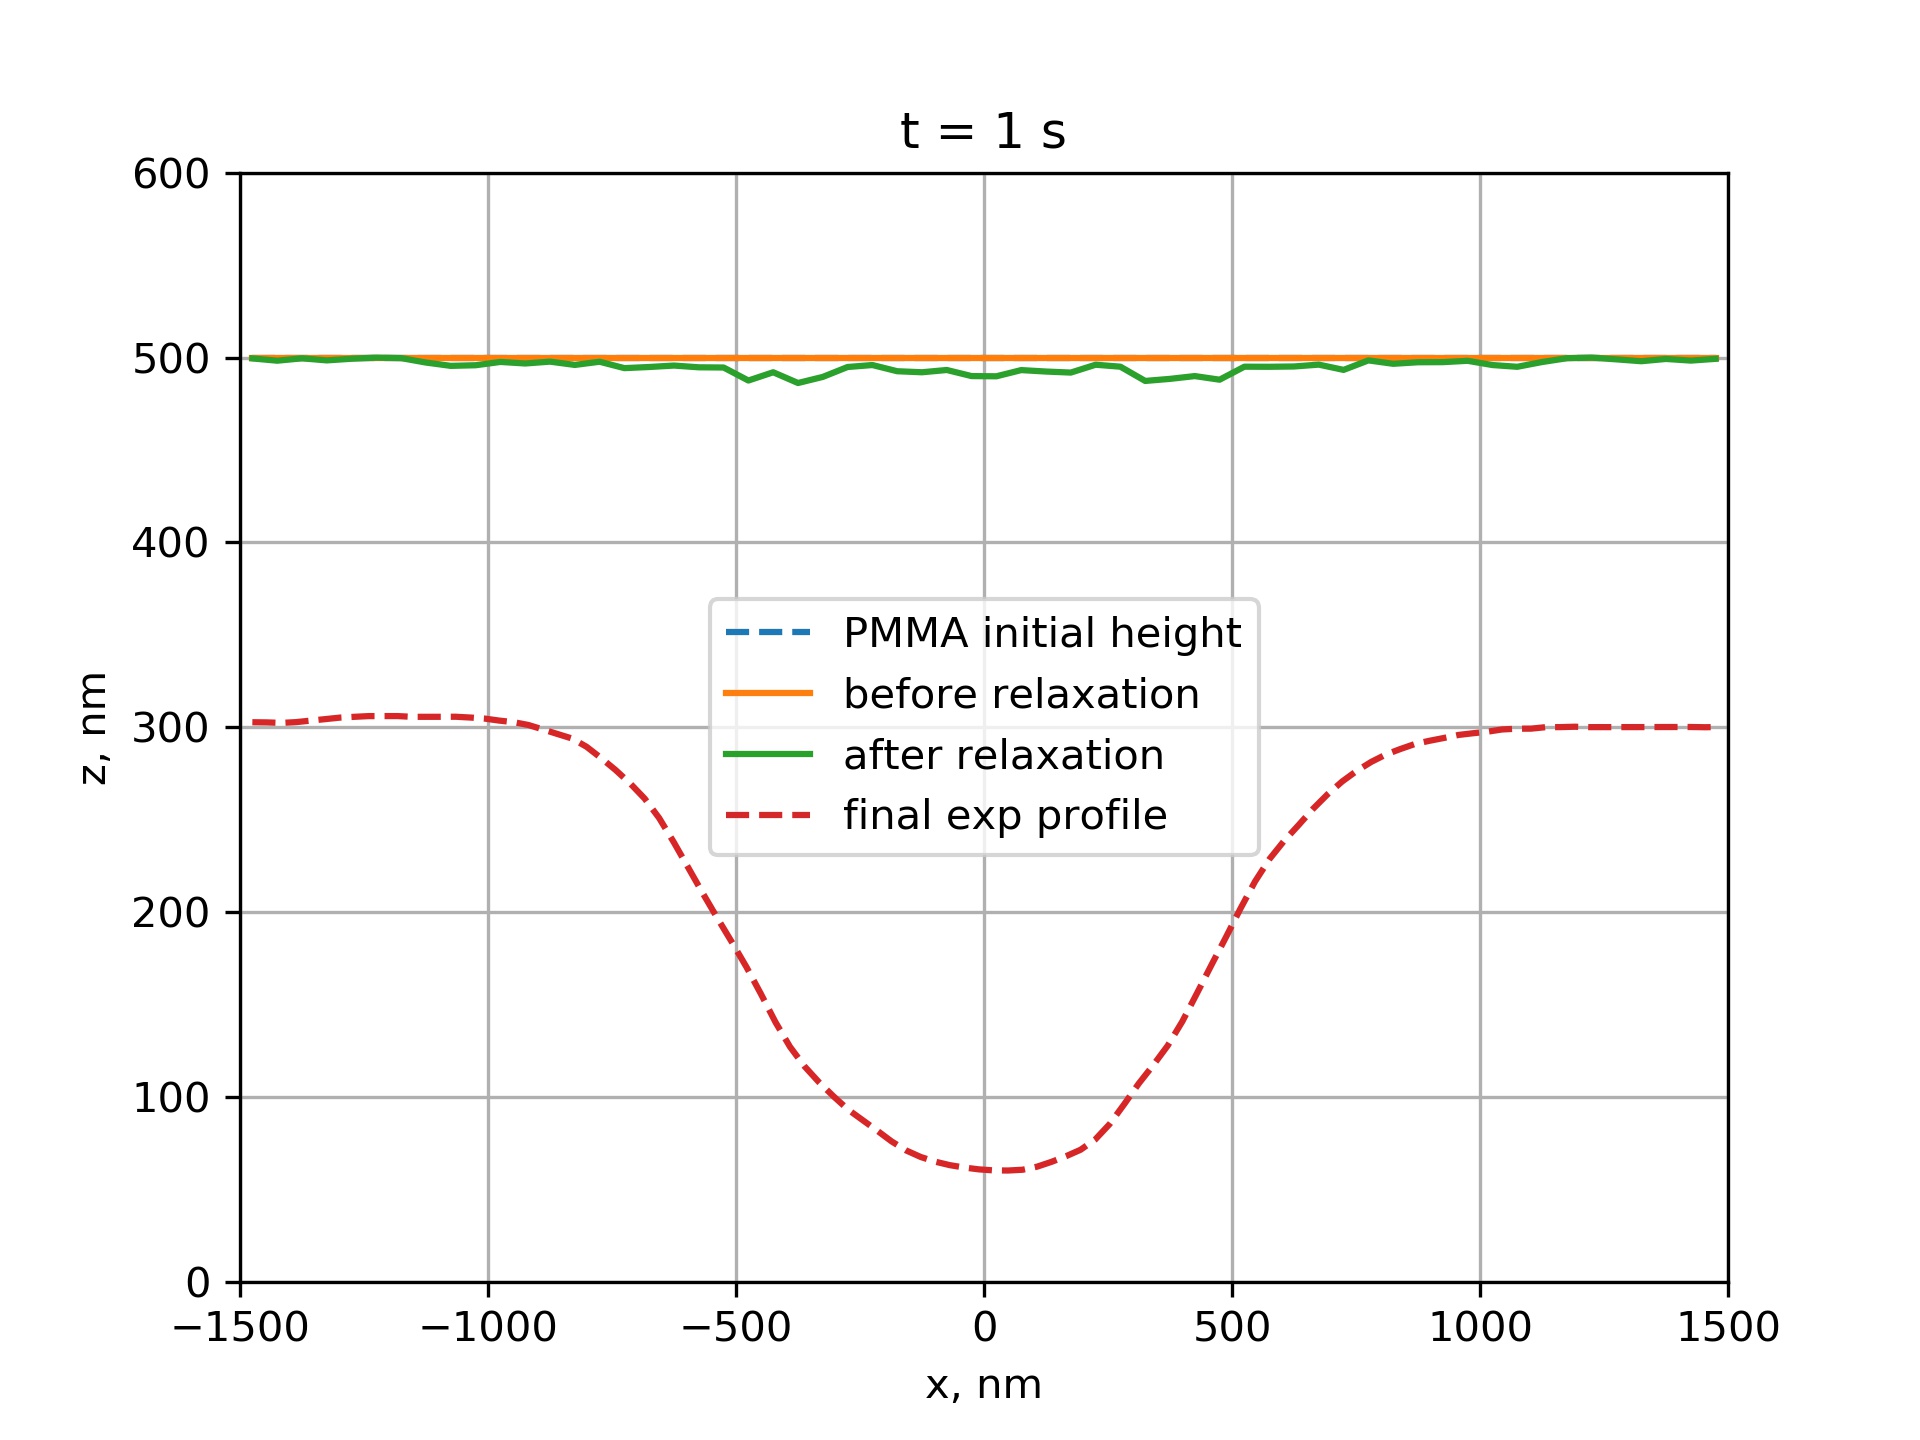 t = 1 s
600
500
400
300
200
100
0
z, nm
PMMA initial height
before relaxation
after relaxation
final exp profile
−1500 −1000 −500 0 500 1000 1500
x, nm